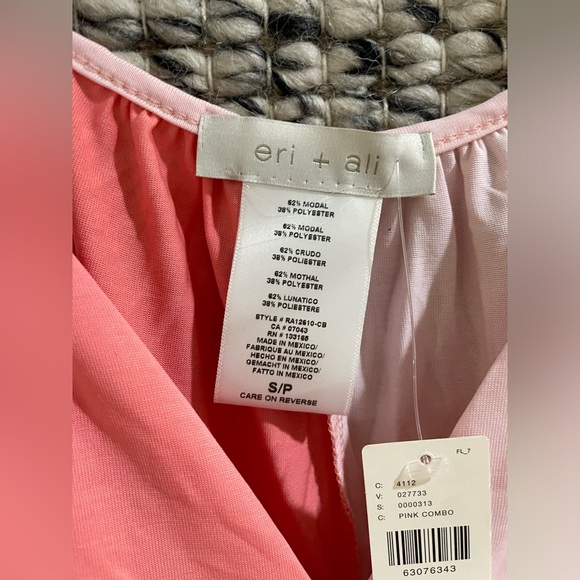 eri + ali
62% MODAL
38% POLYESTER
62% MODAL
38% POLYESTER
62% CRUDO
38% POLIESTER
62% MOTHAL
38% POLYESTER
62% LUNATICO
38% POLIESTERE
STYLE # RA12610-CB
CA # 07043
RN # 133165
MADE IN MEXICO/
FABRIQUE AU MEXICO/
HECHO EN MEXICO/
GEMACHT IN MEXICO/
FATTO IN MEXICO
S/P
CARE ON REVERSE
FL_7
C: 4112
V: 027733
S: 0000313
C: PINK COMBO
63076343